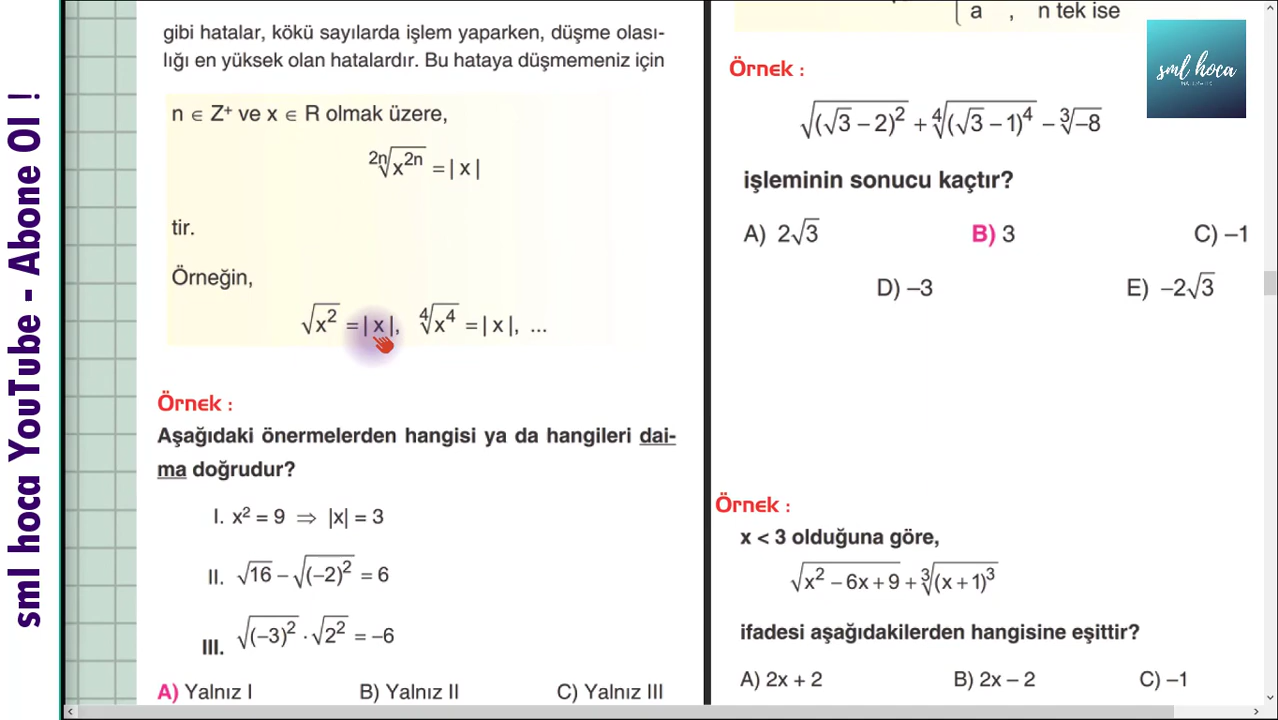 sml hoca YouTube - Abone Ol !
gibi hatalar, kökü sayılarda işlem yaparken, düşme olası-
lığı en yüksek olan hatalardır. Bu hataya düşmemeniz için
n ∈ Z⁺ ve x ∈ R olmak üzere,
²ⁿ√(x²ⁿ) = | x |
tir.
Örneğin,
√(x²) = | x |, ⁴√(x⁴) = | x |, ...
Örnek :
Aşağıdaki önermelerden hangisi ya da hangileri dai-
ma doğrudur?
I. x² = 9 ⇒ |x| = 3
II. √16 − √((−2)²) = 6
III. √((−3)²) · √(2²) = −6
A) Yalnız I B) Yalnız II C) Yalnız III
a , n tek ise
sml hoca
Örnek :
√((√3 − 2)²) + ⁴√((√3 − 1)⁴) − ³√(−8)
işleminin sonucu kaçtır?
A) 2√3 B) 3 C) −1
D) −3 E) −2√3
Örnek :
x < 3 olduğuna göre,
√(x² − 6x + 9) + ³√((x + 1)³)
ifadesi aşağıdakilerden hangisine eşittir?
A) 2x + 2 B) 2x − 2 C) −1